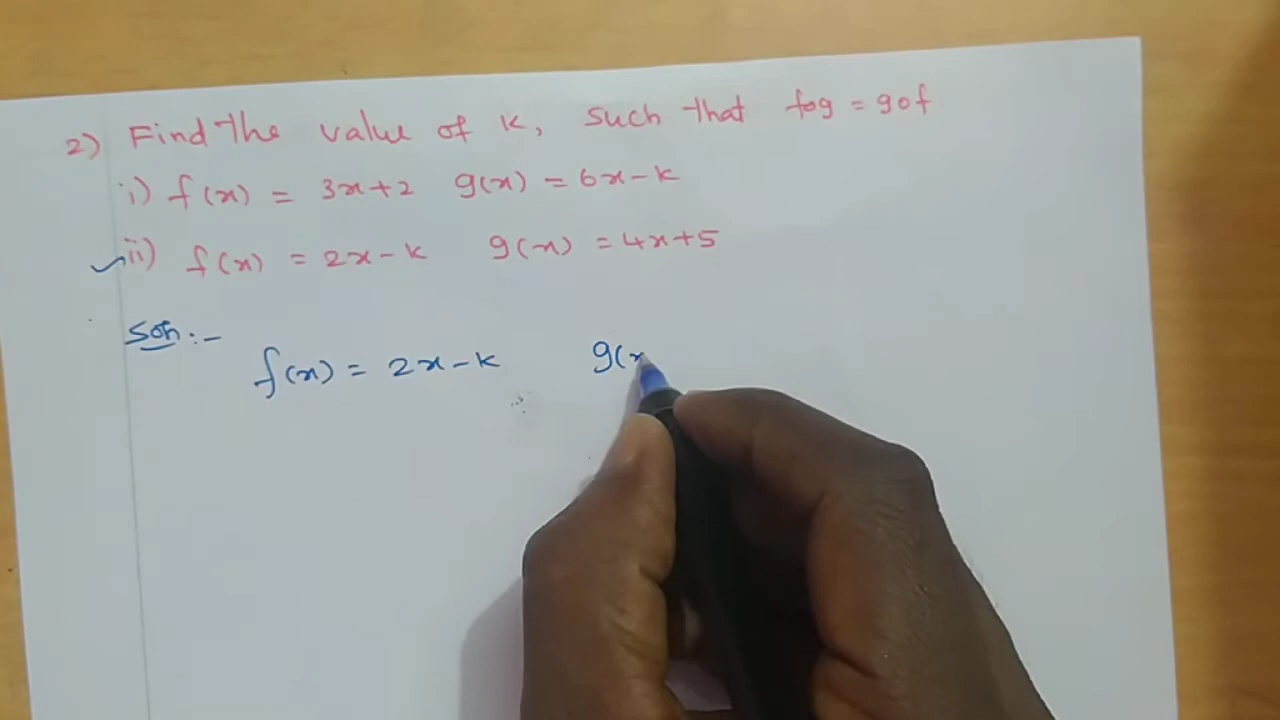 2) Find the value of k, such that fog = gof
i) f(x) = 3x+2 g(x) = 6x-k
ii) f(x) = 2x-k g(x) = 4x+5
Soln:-
f(x) = 2x-k g(x